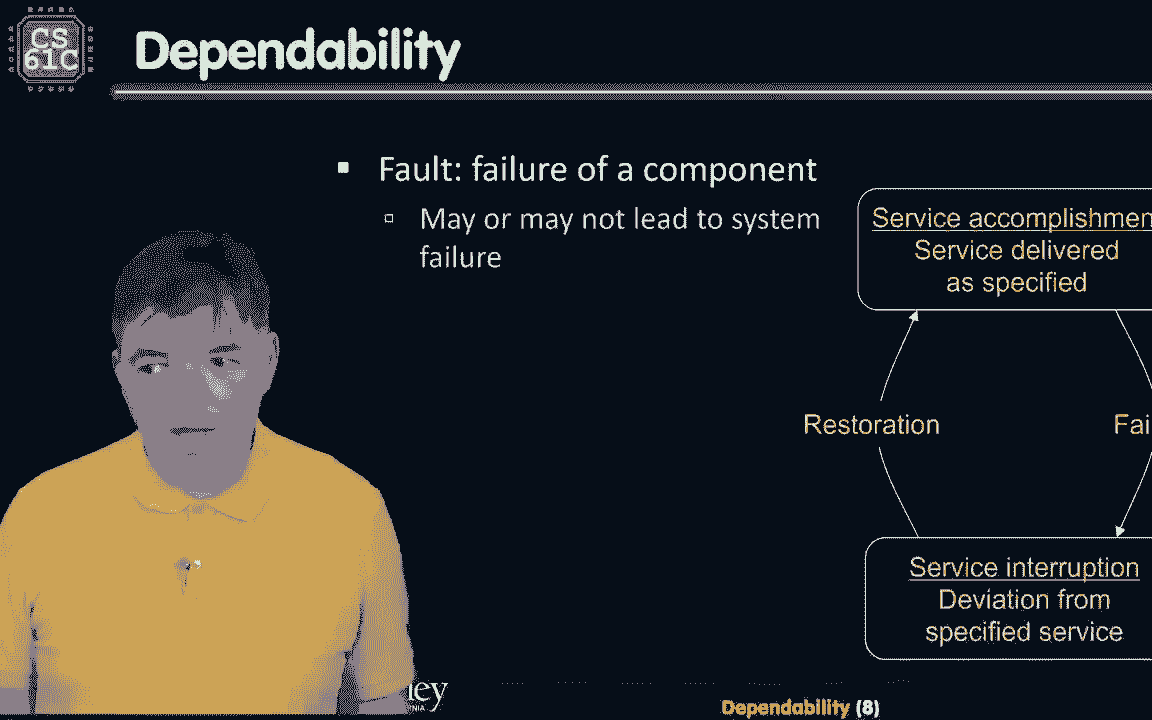 CS
61C
Dependability
Fault: failure of a component
May or may not lead to system
failure
Service accomplishmen
Service delivered
as specified
Restoration
Fai
Service interruption
Deviation from
specified service
ley
NIA
Dependability (8)